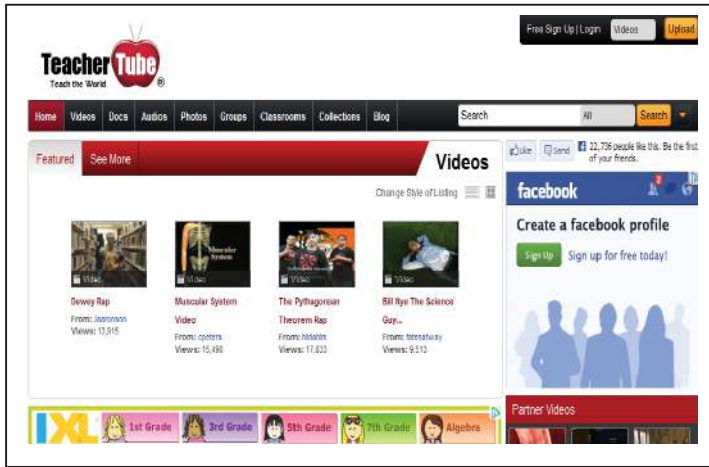 Free Sign Up | Login Videos Upload
Teacher Tube
Teach the World ®
Home Videos Docs Audios Photos Groups Classrooms Collections Blog Search All Search
Featured See More Videos
Like Send 22,736 people like this. Be the first
of your friends.
Change Style of Listing
facebook 2
Create a facebook profile
Sign Up Sign up for free today!
Muscular
System
Video Video Video Video
Dewey Rap
From: Jaaronson
Views: 13,915
Muscular System
Video
From: cpeters
Views: 15,490
The Pythagorean
Theorem Rap
From:
Views: 17,833
Bill Nye The Science
Guy...
From:
Views: 9,513
Partner Videos
IXL 1st Grade 3rd Grade 5th Grade 7th Grade Algebra